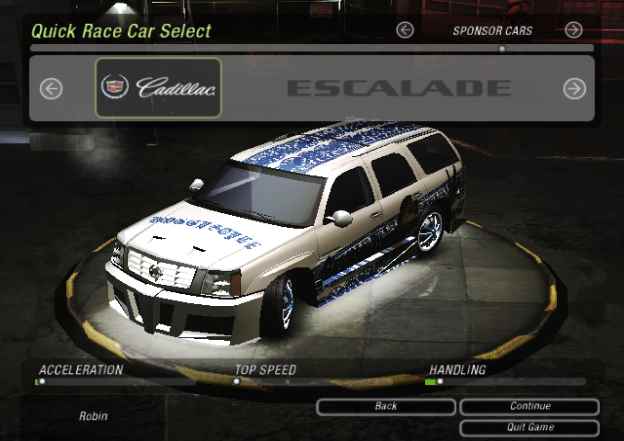 Quick Race Car Select
SPONSOR CARS
Cadillac
ESCALADE
ACCELERATION
TOP SPEED
HANDLING
Robin
Back
Continue
Quit Game